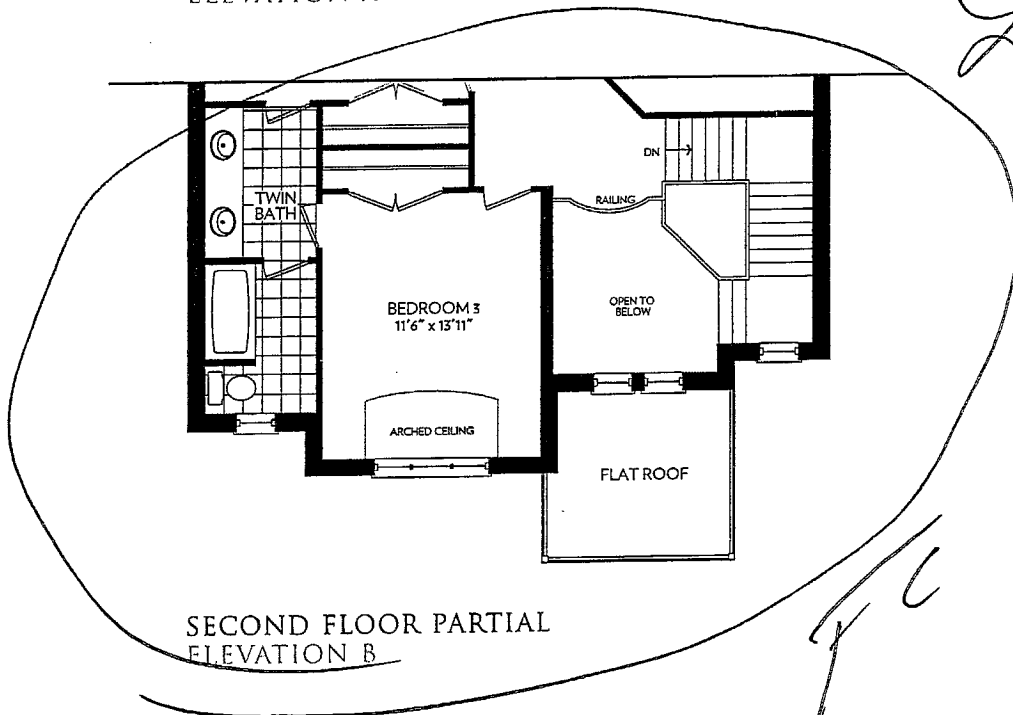 DN
RAILING
TWIN
BATH
BEDROOM 3
11'6" x 13'11"
OPEN TO
BELOW
ARCHED CEILING
FLAT ROOF
SECOND FLOOR PARTIAL
ELEVATION B